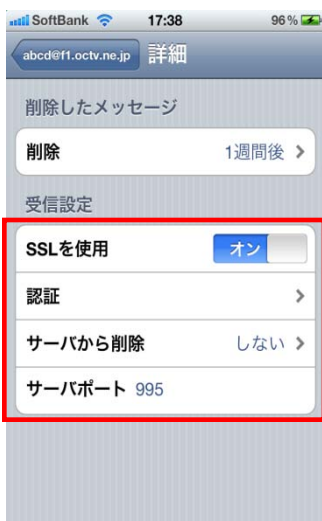 SoftBank 17:38 96%
abcd@f1.octv.ne.jp 詳細
削除したメッセージ
削除 1週間後
受信設定
SSLを使用 オン
認証
サーバから削除 しない
サーバポート 995